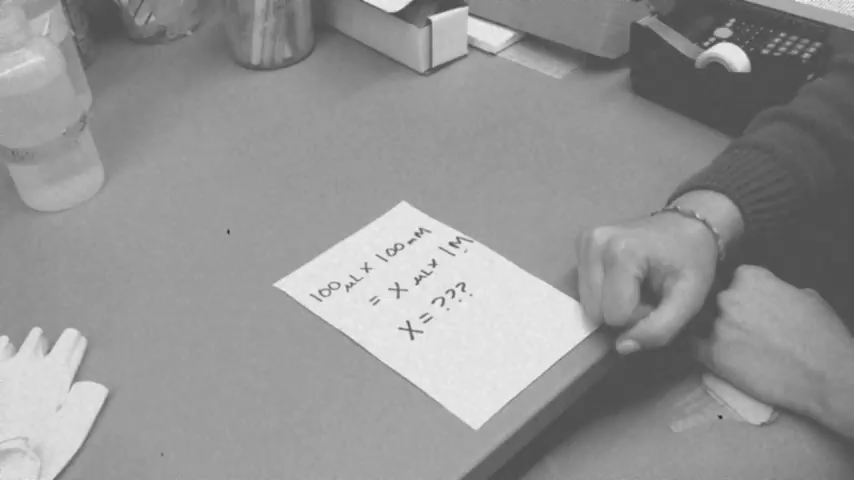 100 µL x 100 mM
= X µL x 1M
X = ???